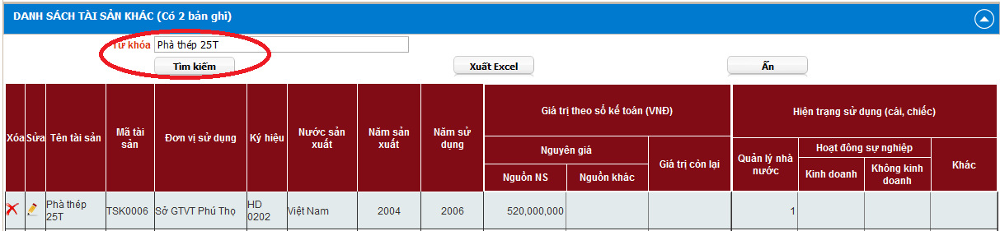 DANH SÁCH TÀI SẢN KHÁC (Có 2 bản ghi)
Từ khóa Phà thép 25T
Tìm kiếm Xuất Excel Ẩn
Xóa Sửa Tên tài sản Mã tài sản Đơn vị sử dụng Ký hiệu Nước sản xuất Năm sản xuất Năm sử dụng
Giá trị theo sổ kế toán (VNĐ) Hiện trạng sử dụng (cái, chiếc)
Nguyên giá Giá trị còn lại Quản lý nhà nước Hoạt đông sự nghiệp Khác
Nguồn NS Nguồn khác Kinh doanh Không kinh doanh
Phà thép 25T TSK0006 Sở GTVT Phú Thọ HD 0202 Việt Nam 2004 2006 520,000,000 1